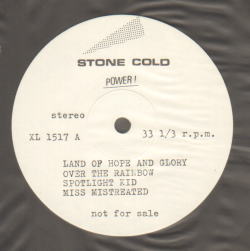 STONE COLD
POWER!
stereo
XL 1517 A 33 1/3 r.p.m.
LAND OF HOPE AND GLORY
OVER THE RAINBOW
SPOTLIGHT KID
MISS MISTREATED
not for sale